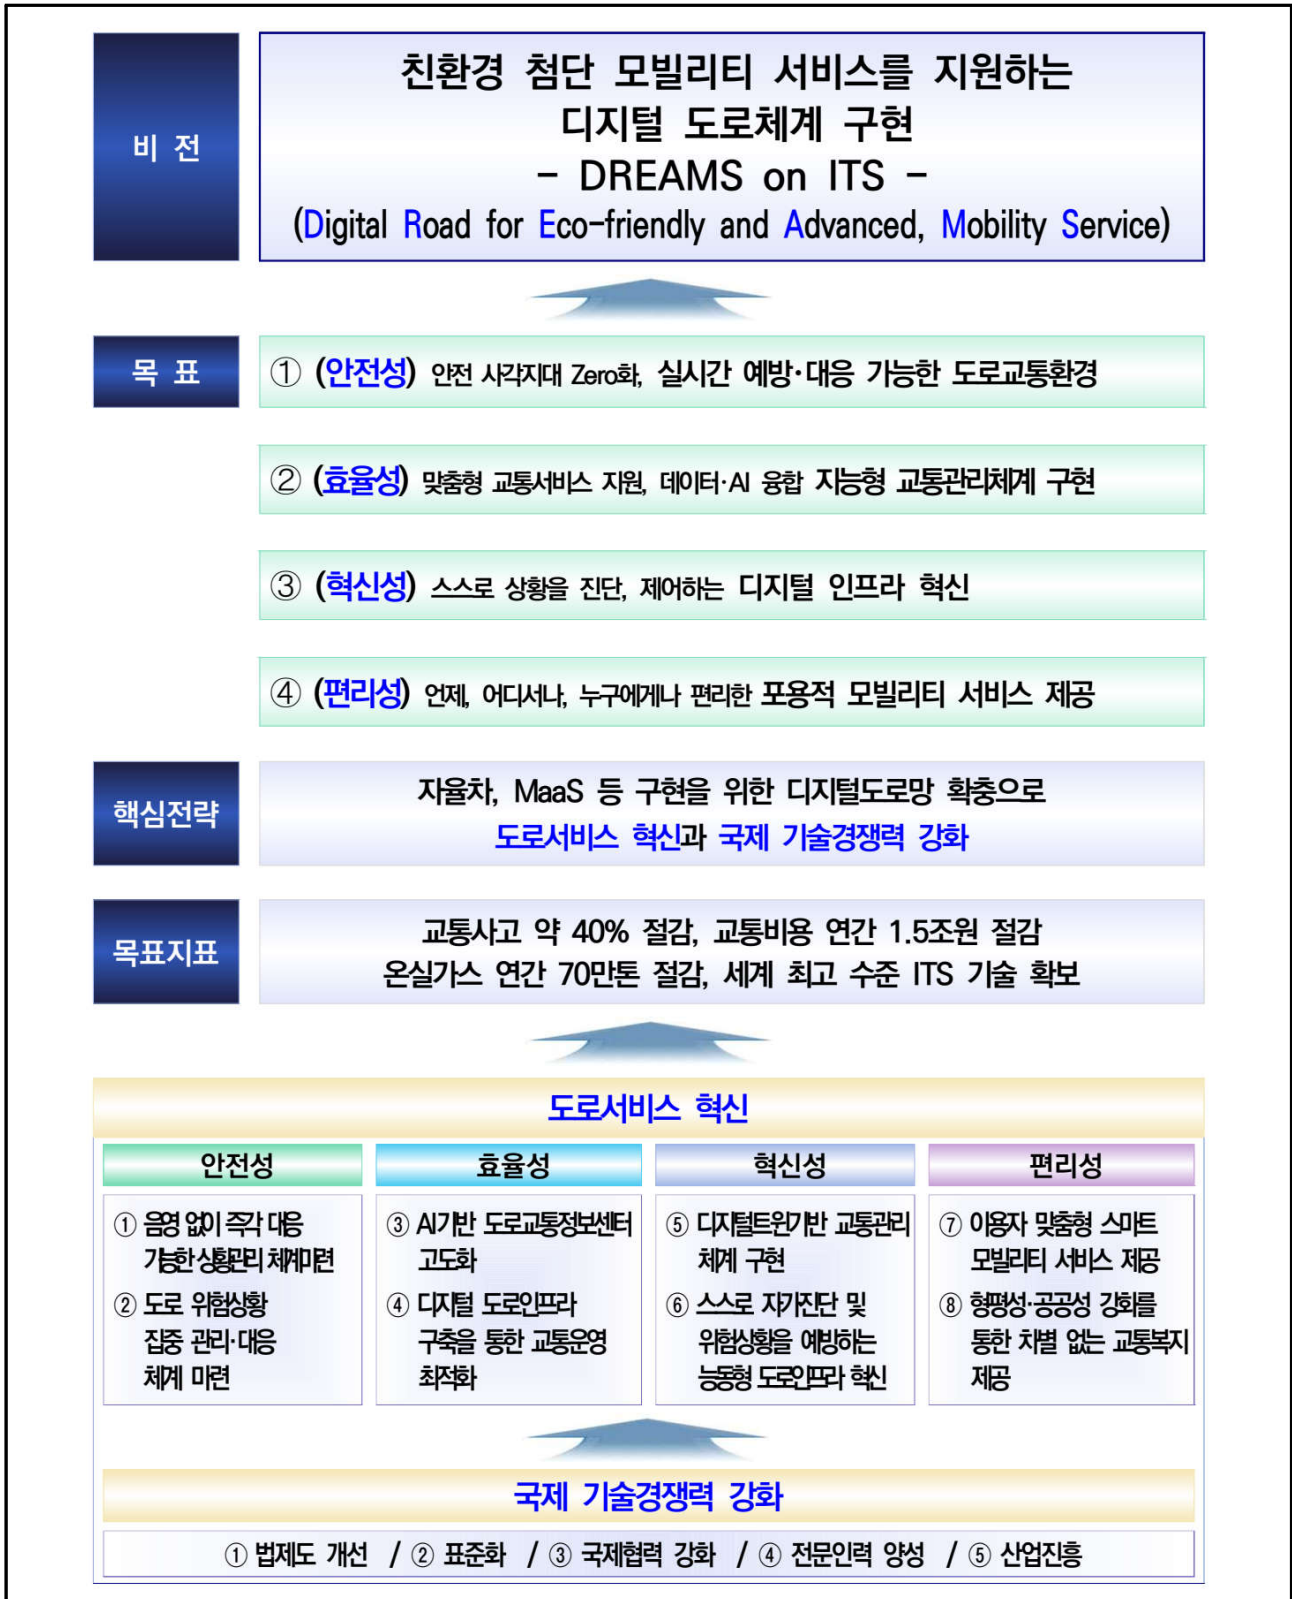 비 전
친환경 첨단 모빌리티 서비스를 지원하는
디지털 도로체계 구현
- DREAMS on ITS -
(Digital Road for Eco-friendly and Advanced, Mobility Service)
목 표
① (안전성) 안전 사각지대 Zero화, 실시간 예방·대응 가능한 도로교통환경
② (효율성) 맞춤형 교통서비스 지원, 데이터·AI 융합 지능형 교통관리체계 구현
③ (혁신성) 스스로 상황을 진단, 제어하는 디지털 인프라 혁신
④ (편리성) 언제, 어디서나, 누구에게나 편리한 포용적 모빌리티 서비스 제공
핵심전략
자율차, MaaS 등 구현을 위한 디지털도로망 확충으로
도로서비스 혁신과 국제 기술경쟁력 강화
목표지표
교통사고 약 40% 절감, 교통비용 연간 1.5조원 절감
온실가스 연간 70만톤 절감, 세계 최고 수준 ITS 기술 확보
도로서비스 혁신
안전성
① 음영 없이 즉각 대응
가능한 상황관리 체계마련
② 도로 위험상황
집중 관리·대응
체계 마련
효율성
③ AI기반 도로교통정보센터
고도화
④ 디지털 도로인프라
구축을 통한 교통운영
최적화
혁신성
⑤ 디지털트윈기반 교통관리
체계 구현
⑥ 스스로 자가진단 및
위험상황을 예방하는
능동형 도로인프라 혁신
편리성
⑦ 이용자 맞춤형 스마트
모빌리티 서비스 제공
⑧ 형평성·공공성 강화를
통한 차별 없는 교통복지
제공
국제 기술경쟁력 강화
① 법제도 개선 / ② 표준화 / ③ 국제협력 강화 / ④ 전문인력 양성 / ⑤ 산업진흥